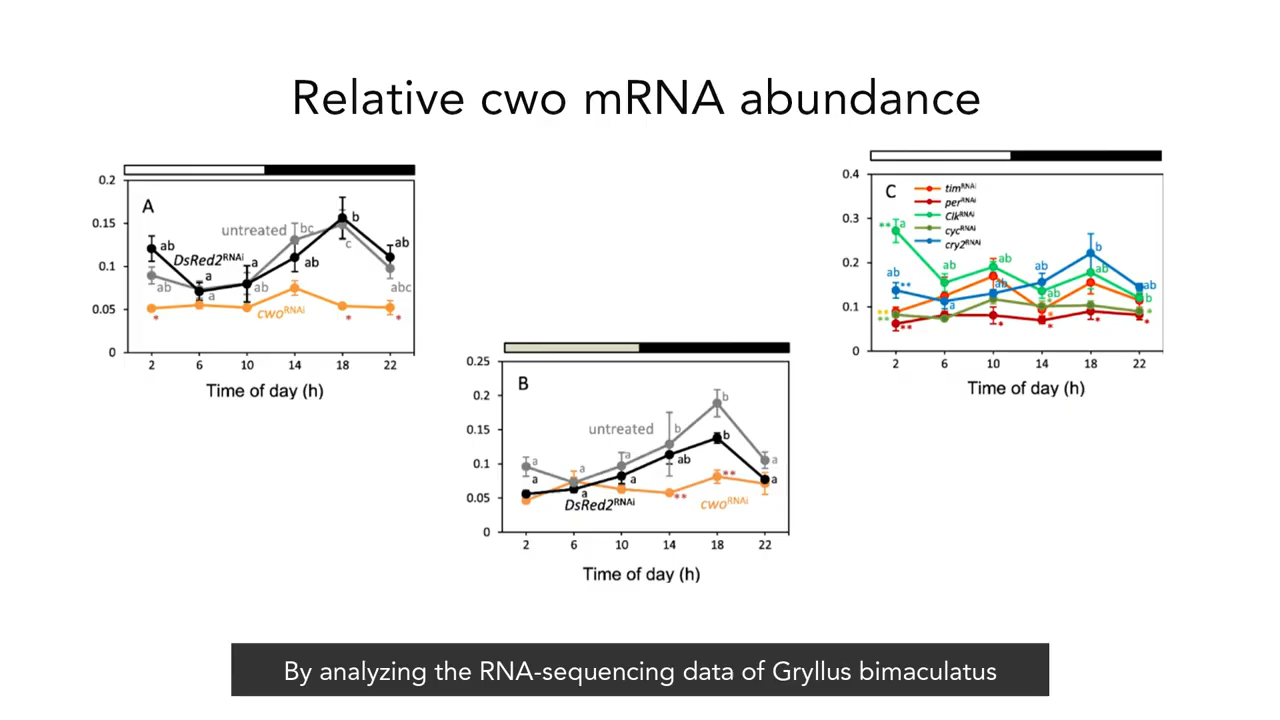 Relative cwo mRNA abundance
0.2
0.15
0.1
0.05
0
A
untreated
DsRed2RNAi
cwoRNAi
ab
ab
a
a
a
ab
bc
ab
b
c
ab
abc
*
*
*
2 6 10 14 18 22
Time of day (h)
0.25
0.2
0.15
0.1
0.05
0
B
untreated
DsRed2RNAi
cwoRNAi
a
a
a
a
a
a
b
ab
b
b
a
a
**
**
2 6 10 14 18 22
Time of day (h)
0.4
0.3
0.2
0.1
0
C
timRNAi
perRNAi
ClkRNAi
cycRNAi
cry2RNAi
** a
ab
**
**
**
**
ab
a
ab
ab
*
ab
ab
*
*
b
ab
*
ab
b
*
*
2 6 10 14 18 22
Time of day (h)
By analyzing the RNA-sequencing data of Gryllus bimaculatus